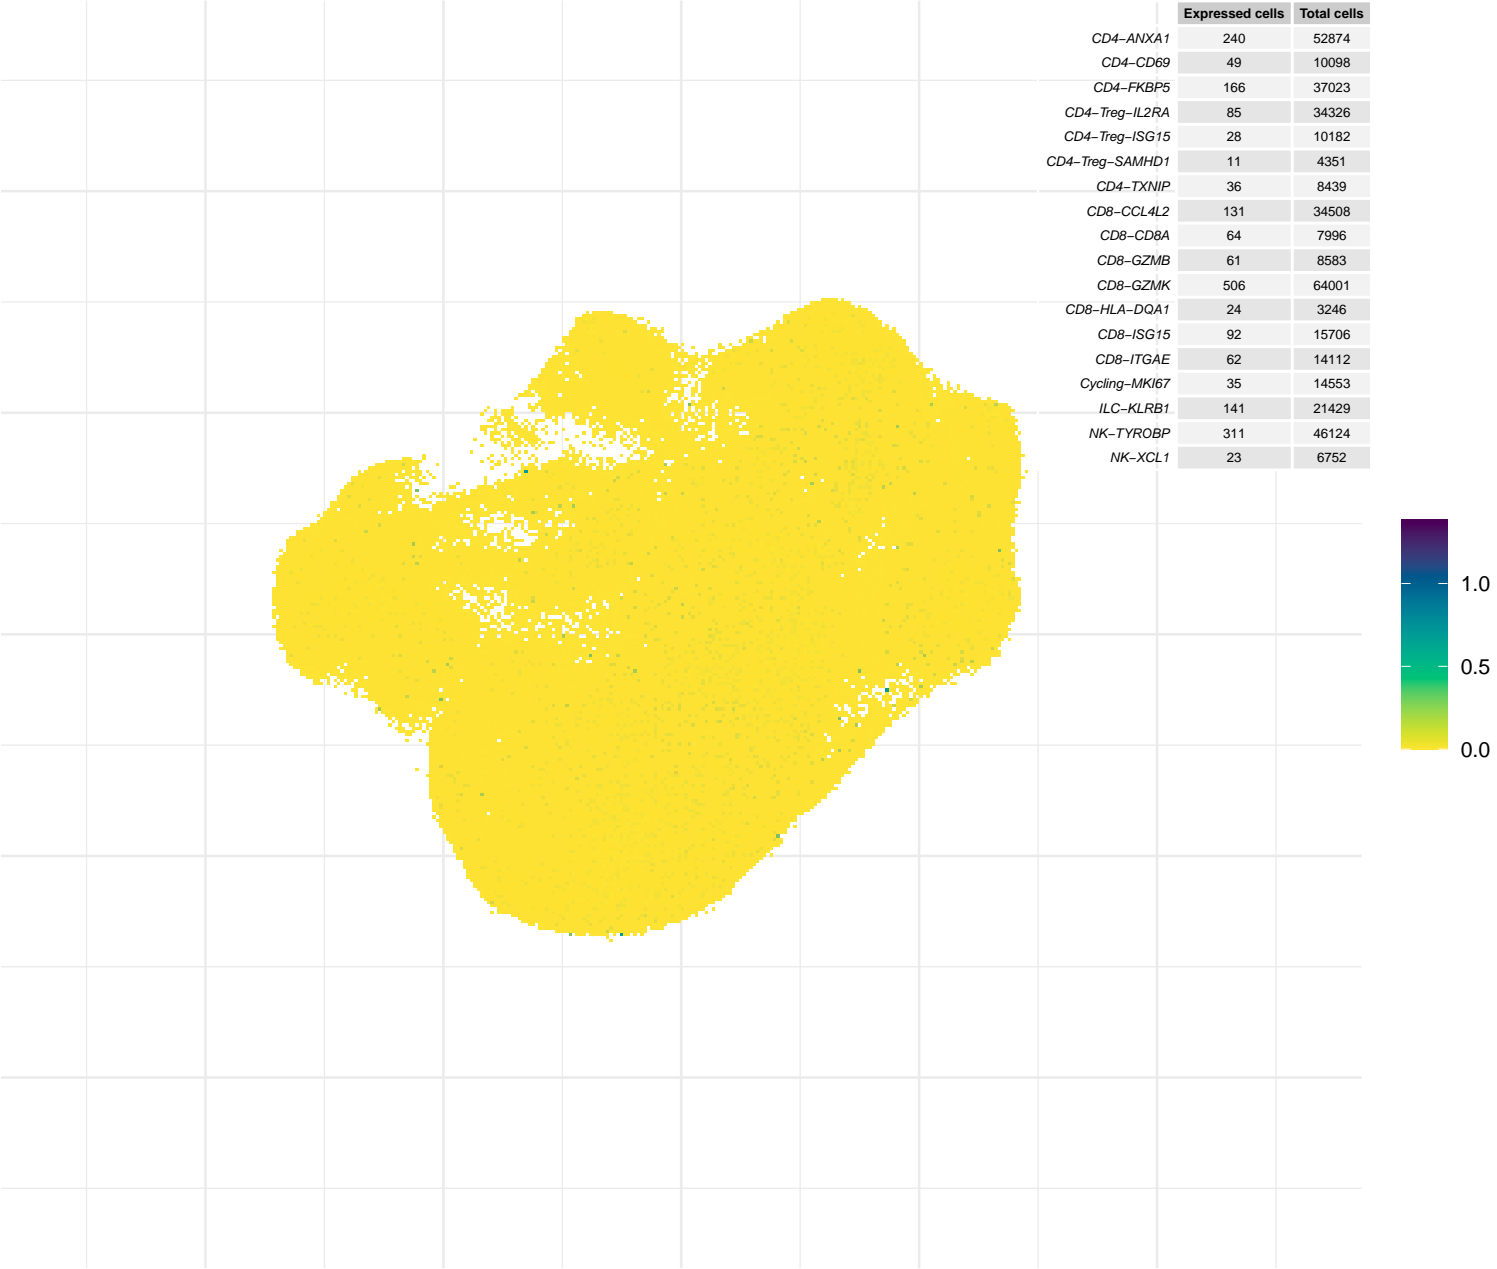 Expressed cells Total cells
CD4−ANXA1 240 52874
CD4−CD69 49 10098
CD4−FKBP5 166 37023
CD4−Treg−IL2RA 85 34326
CD4−Treg−ISG15 28 10182
CD4−Treg−SAMHD1 11 4351
CD4−TXNIP 36 8439
CD8−CCL4L2 131 34508
CD8−CD8A 64 7996
CD8−GZMB 61 8583
CD8−GZMK 506 64001
CD8−HLA−DQA1 24 3246
CD8−ISG15 92 15706
CD8−ITGAE 62 14112
Cycling−MKI67 35 14553
ILC−KLRB1 141 21429
NK−TYROBP 311 46124
NK−XCL1 23 6752
1.0
0.5
0.0